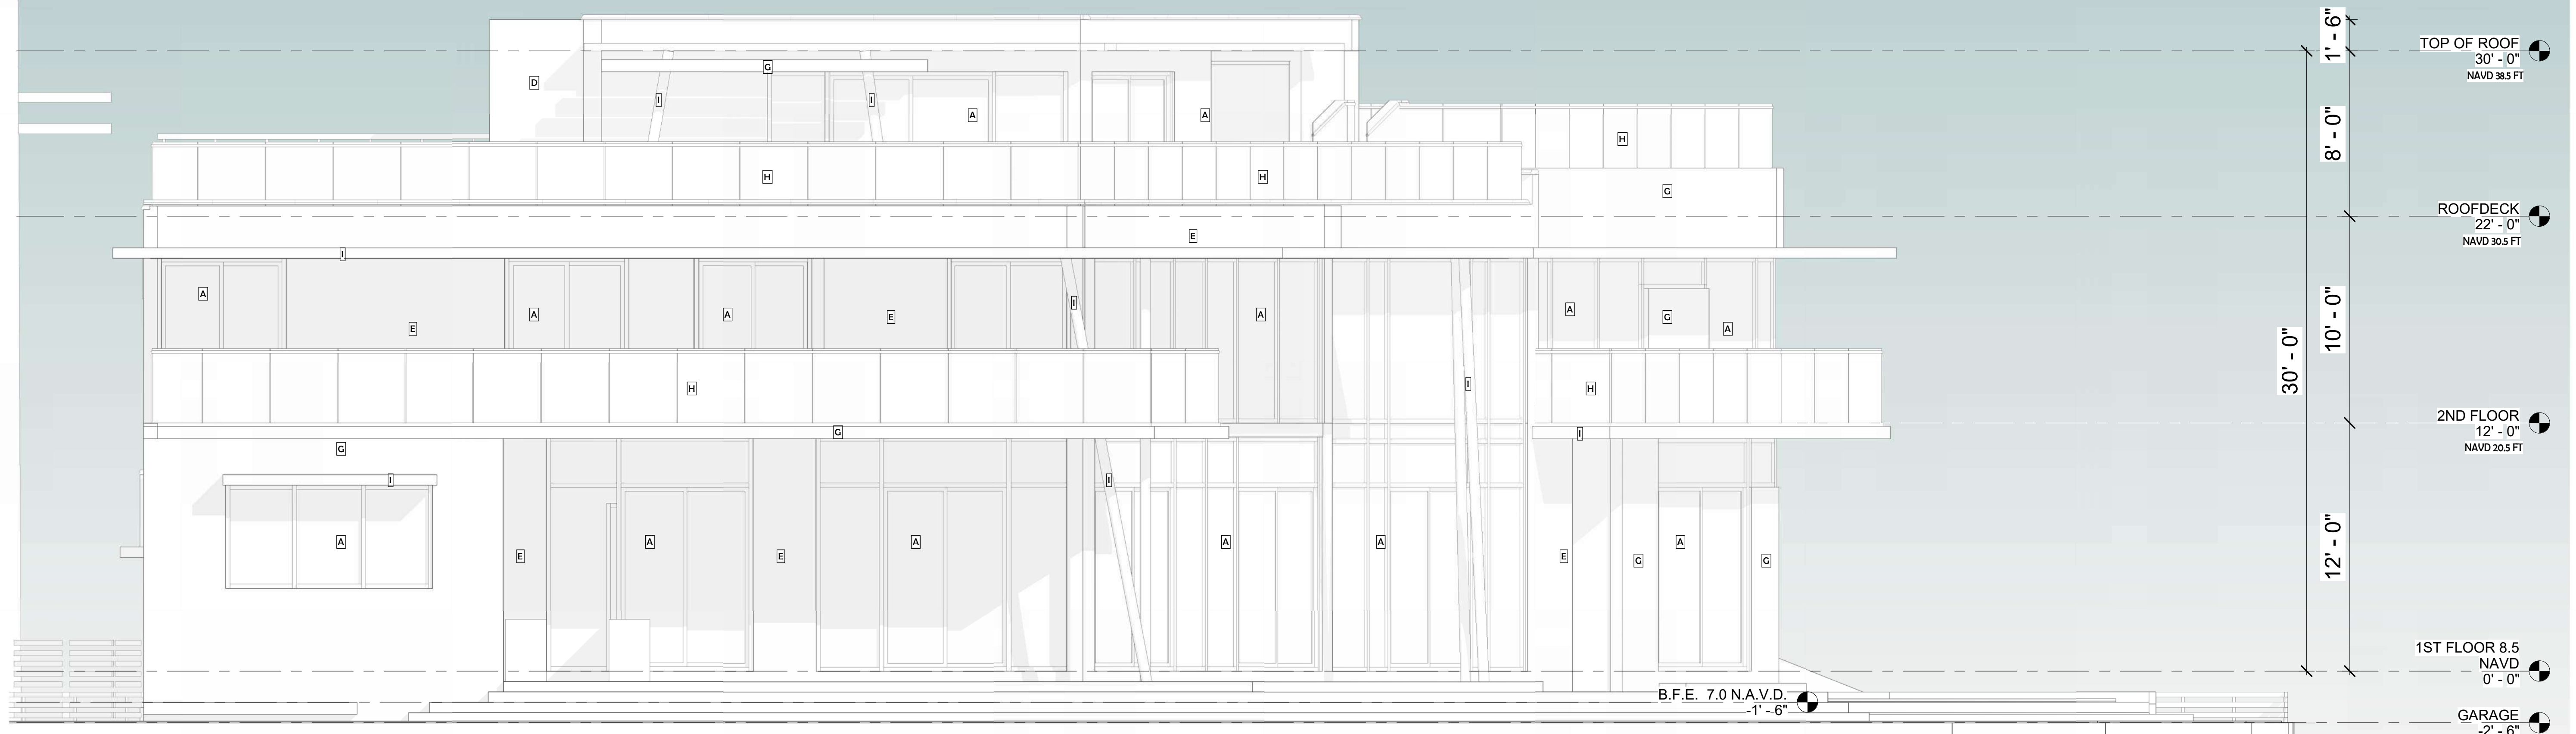 1' - 6"
TOP OF ROOF
30' - 0"
NAVD 38.5 FT
G
D
I
I
A
A
H
8' - 0"
H
H
G
ROOFDECK
22' - 0"
NAVD 30.5 FT
E
I
A
A
A
E
E
I
A
A
G
A
10' - 0"
30' - 0"
H
I
H
2ND FLOOR
12' - 0"
NAVD 20.5 FT
G
I
G
I
I
A
A
A
A
A
A
E
E
E
G
G
12' - 0"
1ST FLOOR 8.5
NAVD
0' - 0"
B.F.E. 7.0 N.A.V.D.
-1' - 6"
GARAGE
-2' - 6"